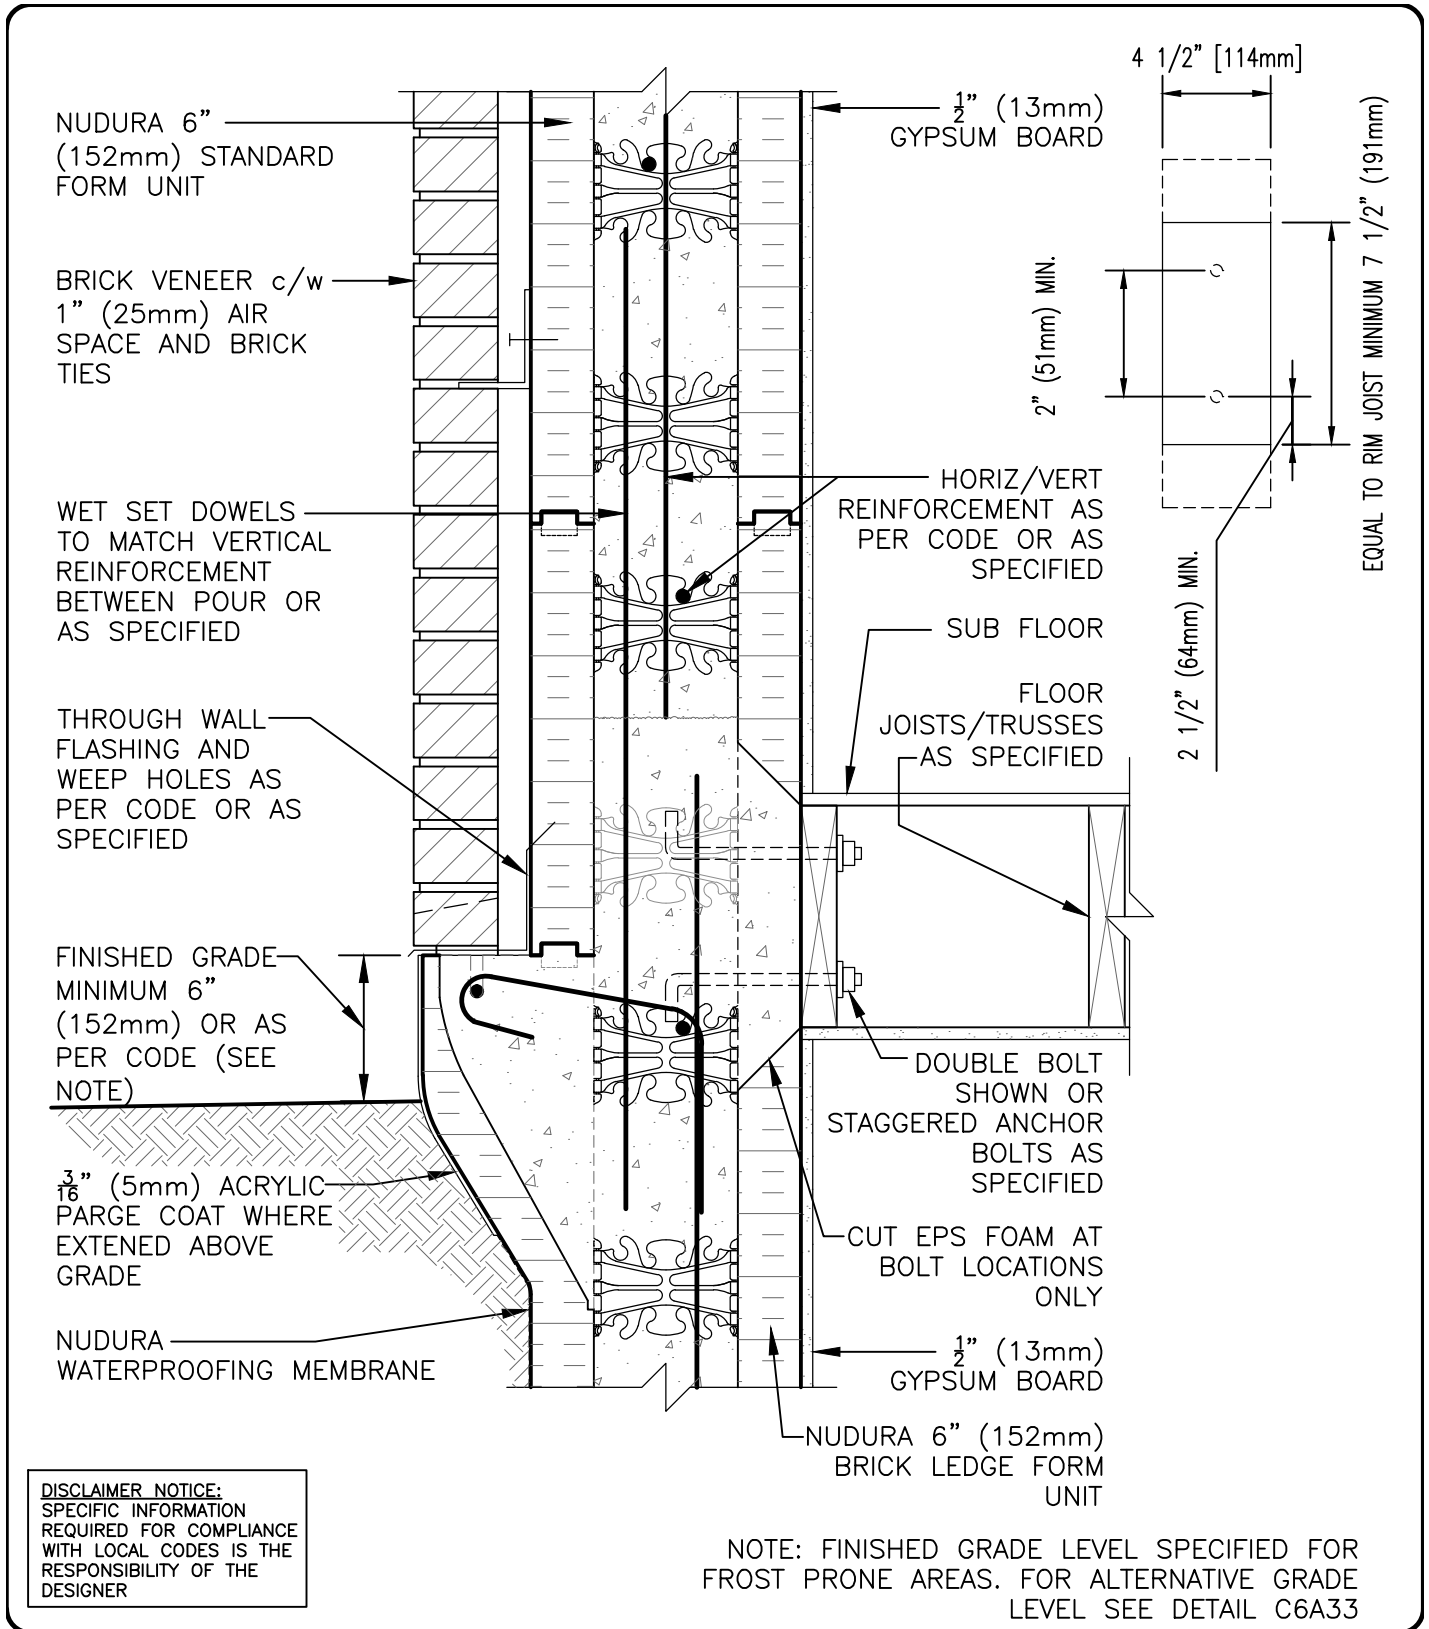 NUDURA 6"
(152mm) STANDARD
FORM UNIT
BRICK VENEER c/w
1" (25mm) AIR
SPACE AND BRICK
TIES
WET SET DOWELS
TO MATCH VERTICAL
REINFORCEMENT
BETWEEN POUR OR
AS SPECIFIED
THROUGH WALL
FLASHING AND
WEEP HOLES AS
PER CODE OR AS
SPECIFIED
FINISHED GRADE
MINIMUM 6"
(152mm) OR AS
PER CODE (SEE
NOTE)
3/16" (5mm) ACRYLIC
PARGE COAT WHERE
EXTENED ABOVE
GRADE
NUDURA
WATERPROOFING MEMBRANE
1/2" (13mm)
GYPSUM BOARD
HORIZ/VERT
REINFORCEMENT AS
PER CODE OR AS
SPECIFIED
SUB FLOOR
FLOOR
JOISTS/TRUSSES
AS SPECIFIED
DOUBLE BOLT
SHOWN OR
STAGGERED ANCHOR
BOLTS AS
SPECIFIED
CUT EPS FOAM AT
BOLT LOCATIONS
ONLY
1/2" (13mm)
GYPSUM BOARD
NUDURA 6" (152mm)
BRICK LEDGE FORM
UNIT
4 1/2" [114mm]
2" (51mm) MIN.
2 1/2" (64mm) MIN.
EQUAL TO RIM JOIST MINIMUM 7 1/2" (191mm)
DISCLAIMER NOTICE:
SPECIFIC INFORMATION
REQUIRED FOR COMPLIANCE
WITH LOCAL CODES IS THE
RESPONSIBILITY OF THE
DESIGNER
NOTE: FINISHED GRADE LEVEL SPECIFIED FOR
FROST PRONE AREAS. FOR ALTERNATIVE GRADE
LEVEL SEE DETAIL C6A33